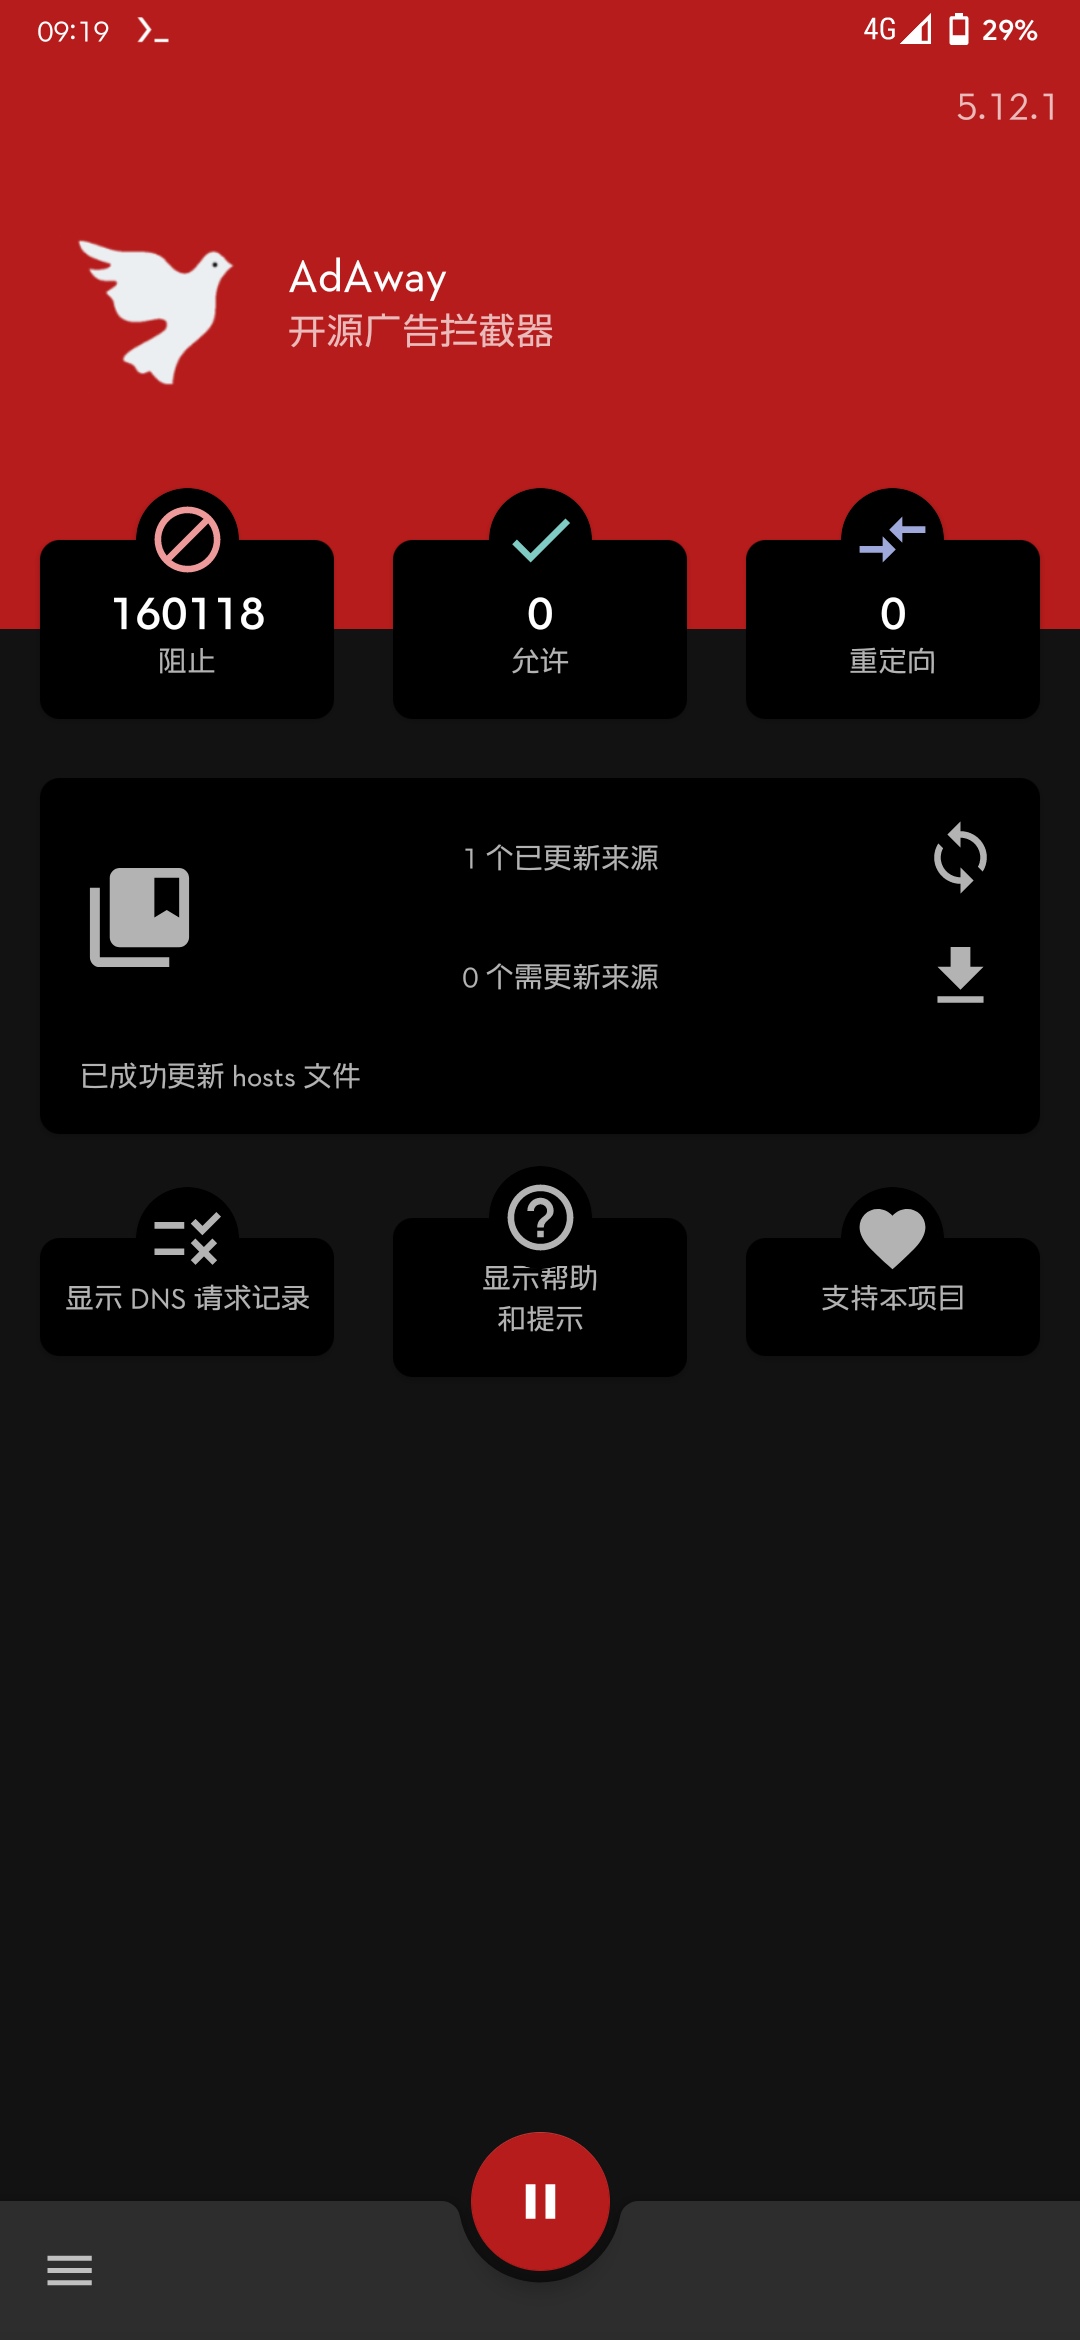 09:19
4G
29%
5.12.1
AdAway
开源广告拦截器
160118
阻止
0
允许
0
重定向
1 个已更新来源
0 个需更新来源
已成功更新 hosts 文件
显示 DNS 请求记录
显示帮助
和提示
支持本项目